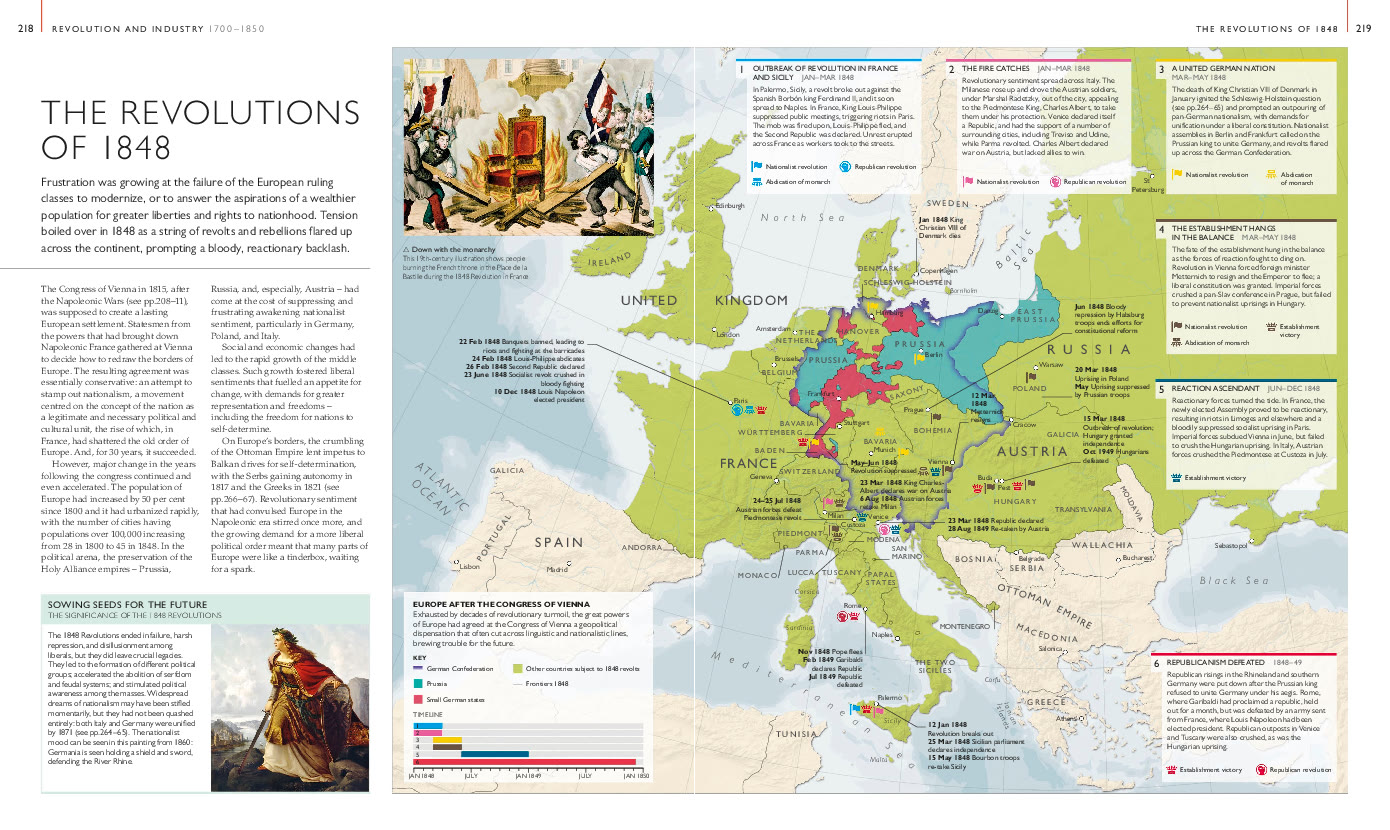 218 REVOLUTION AND INDUSTRY 1700–1850
THE REVOLUTIONS OF 1848 219
THE REVOLUTIONS
OF 1848
Frustration was growing at the failure of the European ruling
classes to modernize, or to answer the aspirations of a wealthier
population for greater liberties and rights to nationhood. Tension
boiled over in 1848 as a string of revolts and rebellions flared up
across the continent, prompting a bloody, reactionary backlash.
The Congress of Vienna in 1815, after
the Napoleonic Wars (see pp.208–11),
was supposed to create a lasting
European settlement. Statesmen from
the powers that had brought down
Napoleonic France gathered at Vienna
to decide how to redraw the borders of
Europe. The resulting agreement was
essentially conservative: an attempt to
stamp out nationalism, a movement
centred on the concept of the nation as
a legitimate and necessary political and
cultural unit, the rise of which, in
France, had shattered the old order of
Europe. And, for 30 years, it succeeded.
However, major change in the years
following the congress continued and
even accelerated. The population of
Europe had increased by 50 per cent
since 1800 and it had urbanized rapidly,
with the number of cities having
populations over 100,000 increasing
from 28 in 1800 to 45 in 1848. In the
political arena, the preservation of the
Holy Alliance empires – Prussia,
Russia, and, especially, Austria – had
come at the cost of suppressing and
frustrating awakening nationalist
sentiment, particularly in Germany,
Poland, and Italy.
Social and economic changes had
led to the rapid growth of the middle
classes. Such growth fostered liberal
sentiments that fuelled an appetite for
change, with demands for greater
representation and freedoms –
including the freedom for nations to
self-determine.
On Europe's borders, the crumbling
of the Ottoman Empire lent impetus to
Balkan drives for self-determination,
with the Serbs gaining autonomy in
1817 and the Greeks in 1821 (see
pp.266–67). Revolutionary sentiment
that had convulsed Europe in the
Napoleonic era stirred once more, and
the growing demand for a more liberal
political order meant that many parts of
Europe were like a tinderbox, waiting
for a spark.
SOWING SEEDS FOR THE FUTURE
THE SIGNIFICANCE OF THE 1848 REVOLUTIONS
The 1848 Revolutions ended in failure, harsh
repression, and disillusionment among
liberals, but they did leave crucial legacies.
They led to the formation of different political
groups; accelerated the abolition of serfdom
and feudal systems; and stimulated political
awareness among the masses. Widespread
dreams of nationalism may have been stifled
momentarily, but they had not been quashed
entirely: both Italy and Germany were unified
by 1871 (see pp.264–65). The nationalist
mood can be seen in this painting from 1860:
Germania is seen holding a shield and sword,
defending the River Rhine.
△ Down with the monarchy
This 19th-century illustration shows people
burning the French throne in the Place de la
Bastille during the 1848 Revolution in France.
1 OUTBREAK OF REVOLUTION IN FRANCE
AND SICILY JAN–MAR 1848
In Palermo, Sicily, a revolt broke out against the
Spanish Borbón king Ferdinand II, and it soon
spread to Naples. In France, King Louis-Philippe
suppressed public meetings, triggering riots in Paris.
The mob was fired upon, Louis-Philippe fled, and
the Second Republic was declared. Unrest erupted
across France as workers took to the streets.
Nationalist revolution Republican revolution
Abdication of monarch
2 THE FIRE CATCHES JAN–MAR 1848
Revolutionary sentiment spread across Italy. The
Milanese rose up and drove the Austrian soldiers,
under Marshal Radetzky, out of the city, appealing
to the Piedmontese King, Charles Albert, to take
them under his protection. Venice declared itself
a Republic, and had the support of a number of
surrounding cities, including Treviso and Udine,
while Parma revolted. Charles Albert declared
war on Austria, but lacked allies to win.
Nationalist revolution Republican revolution
3 A UNITED GERMAN NATION
MAR–MAY 1848
The death of King Christian VIII of Denmark in
January ignited the Schleswig-Holstein question
(see pp.264–65) and prompted an outpouring of
pan-German nationalism, with demands for
unification under a liberal constitution. Nationalist
assemblies in Berlin and Frankfurt called on the
Prussian king to unite Germany, and revolts flared
up across the German Confederation.
Nationalist revolution Abdication
of monarch
4 THE ESTABLISHMENT HANGS
IN THE BALANCE MAR–MAY 1848
The fate of the establishment hung in the balance
as the forces of reaction fought to cling on.
Revolution in Vienna forced foreign minister
Metternich to resign and the Emperor to flee; a
liberal constitution was granted. Imperial forces
crushed a pan-Slav conference in Prague, but failed
to prevent nationalist uprisings in Hungary.
Nationalist revolution Establishment
victory
Abdication of monarch
5 REACTION ASCENDANT JUN–DEC 1848
Reactionary forces turned the tide. In France, the
newly elected Assembly proved to be reactionary,
resulting in riots in Limoges and elsewhere and a
bloodily suppressed socialist uprising in Paris.
Imperial forces subdued Vienna in June, but failed
to crush the Hungarian uprising. In Italy, Austrian
forces crushed the Piedmontese at Custoza in July.
Establishment victory
6 REPUBLICANISM DEFEATED 1848–49
Republican risings in the Rhineland and southern
Germany were put down after the Prussian king
refused to unite Germany under his aegis. Rome,
where Garibaldi had proclaimed a republic, held
out for a month, but was defeated by an army sent
from France, where Louis Napoleon had been
elected president. Republican outposts in Venice
and Tuscany were also crushed, as was the
Hungarian uprising.
Establishment victory Republican revolution
St
Petersburg
Edinburgh
North Sea
SWEDEN
Jan 1848 King
Christian VIII of
Denmark dies
Baltic
Sea
IRELAND
DENMARK
Copenhagen
SCHLESWIG-HOLSTEIN
Bornholm
UNITED KINGDOM
London
Amsterdam
THE
NETHERLANDS
HANOVER
Hamburg
Danzig
EAST
PRUSSIA
PRUSSIA
Berlin
Jun 1848 Bloody
repression by Habsburg
troops ends efforts for
constitutional reforms
RUSSIA
22 Feb 1848 Banquets banned, leading to
riots and fighting at the barricades
24 Feb 1848 Louis-Philippe abdicates
26 Feb 1848 Second Republic declared
23 June 1848 Socialist revolt crushed in
bloody fighting
10 Dec 1848 Louis Napoleon
elected president
Brussels
BELGIUM
PRUSSIA
Warsaw
POLAND
20 Mar 1848
Uprising in Poland
May Uprising suppressed
by Prussian troops
Paris
Frankfurt
SAXONY
12 Mar
1848
Metternich
resigns
Prague
BOHEMIA
Cracow
GALICIA
15 Mar 1848
Outbreak of revolution;
Hungary granted
independence
Oct 1949 Hungarians
defeated
BAVARIA
WÜRTTEMBERG
Stuttgart
BADEN
BAVARIA
Munich
Vienna
AUSTRIA
FRANCE
SWITZERLAND
Geneva
May–Jun 1848
Revolution suppressed
23 Mar 1848 King Charles-
Albert declares war on Austria
6 Aug 1848 Austrian forces
retake Milan
Buda
Pest
HUNGARY
TRANSYLVANIA
MOLDAVIA
24–25 Jul 1848
Austrian forces defeat
Piedmontese revolt
Milan
Custoza
Venice
23 Mar 1848 Republic declared
28 Aug 1849 Re-taken by Austria
PIEDMONT
PARMA
MODENA
SAN
MARINO
MONACO
LUCCA
TUSCANY
PAPAL
STATES
BOSNIA
Belgrade
SERBIA
WALLACHIA
Bucharest
Sebastopol
Black Sea
ATLANTIC
OCEAN
GALICIA
PORTUGAL
SPAIN
ANDORRA
Lisbon
Madrid
Corsica
Sardinia
Rome
Naples
OTTOMAN EMPIRE
MONTENEGRO
MACEDONIA
Salonica
THE TWO
SICILIES
Nov 1848 Pope flees
Feb 1849 Garibaldi
declares Republic
Jul 1849 Republic
defeated
Mediterranean Sea
Corfu
Ionian
Islands
GREECE
Athens
Palermo
Sicily
TUNISIA
Malta
12 Jan 1848
Revolution breaks out
25 Mar 1848 Sicilian parliament
declares independence
15 May 1848 Bourbon troops
re-take Sicily
EUROPE AFTER THE CONGRESS OF VIENNA
Exhausted by decades of revolutionary turmoil, the great powers
of Europe had agreed at the Congress of Vienna a geopolitical
dispensation that often cut across linguistic and nationalistic lines,
brewing trouble for the future.
KEY
German Confederation Other countries subject to 1848 revolts
Prussia Frontiers 1848
Small German states
TIMELINE
1
2
3
4
5
6
JAN 1848 JULY JAN 1849 JULY JAN 1850